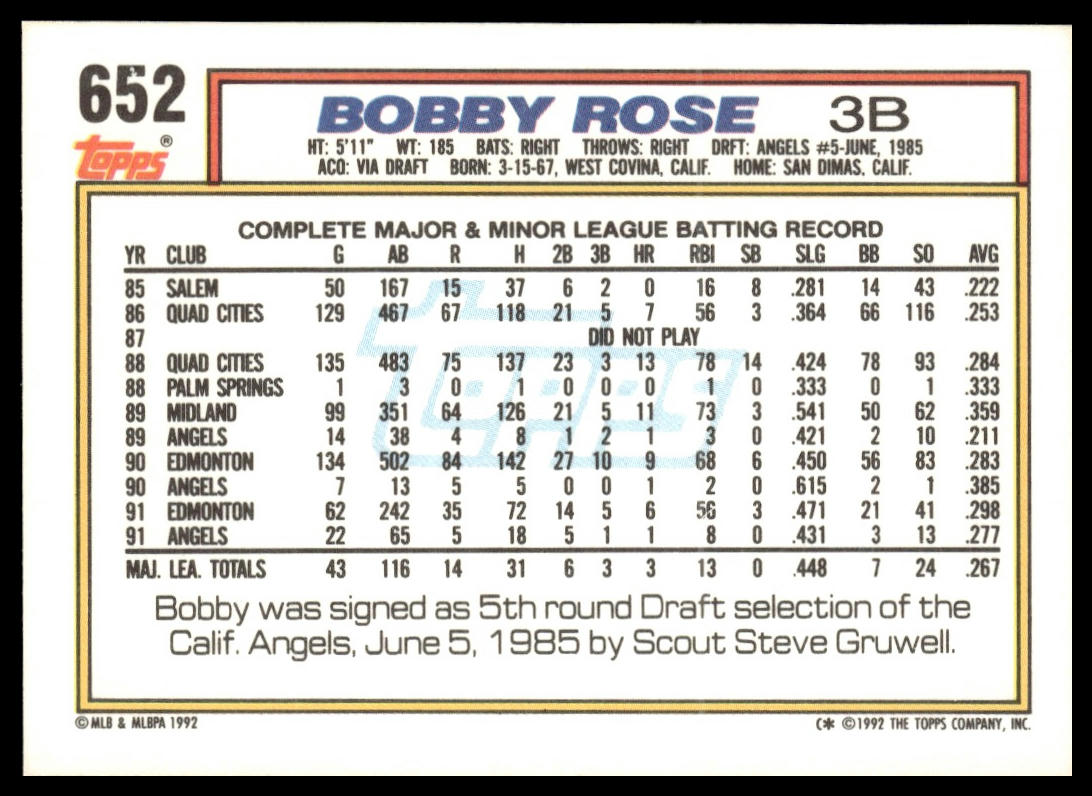 652
Topps®
BOBBY ROSE 3B
HT: 5'11" WT: 185 BATS: RIGHT THROWS: RIGHT DRFT: ANGELS #5-JUNE, 1985
ACQ: VIA DRAFT BORN: 3-15-67, WEST COVINA, CALIF. HOME: SAN DIMAS, CALIF.
COMPLETE MAJOR & MINOR LEAGUE BATTING RECORD
YR CLUB G AB R H 2B 3B HR RBI SB SLG BB SO AVG
85 SALEM 50 167 15 37 6 2 0 16 8 .281 14 43 .222
86 QUAD CITIES 129 467 67 118 21 5 7 56 3 .364 66 116 .253
87 DID NOT PLAY
88 QUAD CITIES 135 483 75 137 23 3 13 78 14 .424 78 93 .284
88 PALM SPRINGS 1 3 0 1 0 0 0 1 0 .333 0 1 .333
89 MIDLAND 99 351 64 126 21 5 11 73 3 .541 50 62 .359
89 ANGELS 14 38 4 8 1 2 1 3 0 .421 2 10 .211
90 EDMONTON 134 502 84 142 27 10 9 68 6 .450 56 83 .283
90 ANGELS 7 13 5 5 0 0 1 2 0 .615 2 1 .385
91 EDMONTON 62 242 35 72 14 5 6 56 3 .471 21 41 .298
91 ANGELS 22 65 5 18 5 1 1 8 0 .431 3 13 .277
MAJ. LEA. TOTALS 43 116 14 31 6 3 3 13 0 .448 7 24 .267
Topps
Bobby was signed as 5th round Draft selection of the
Calif. Angels, June 5, 1985 by Scout Steve Gruwell.
© MLB & MLBPA 1992
C* ©1992 THE TOPPS COMPANY, INC.